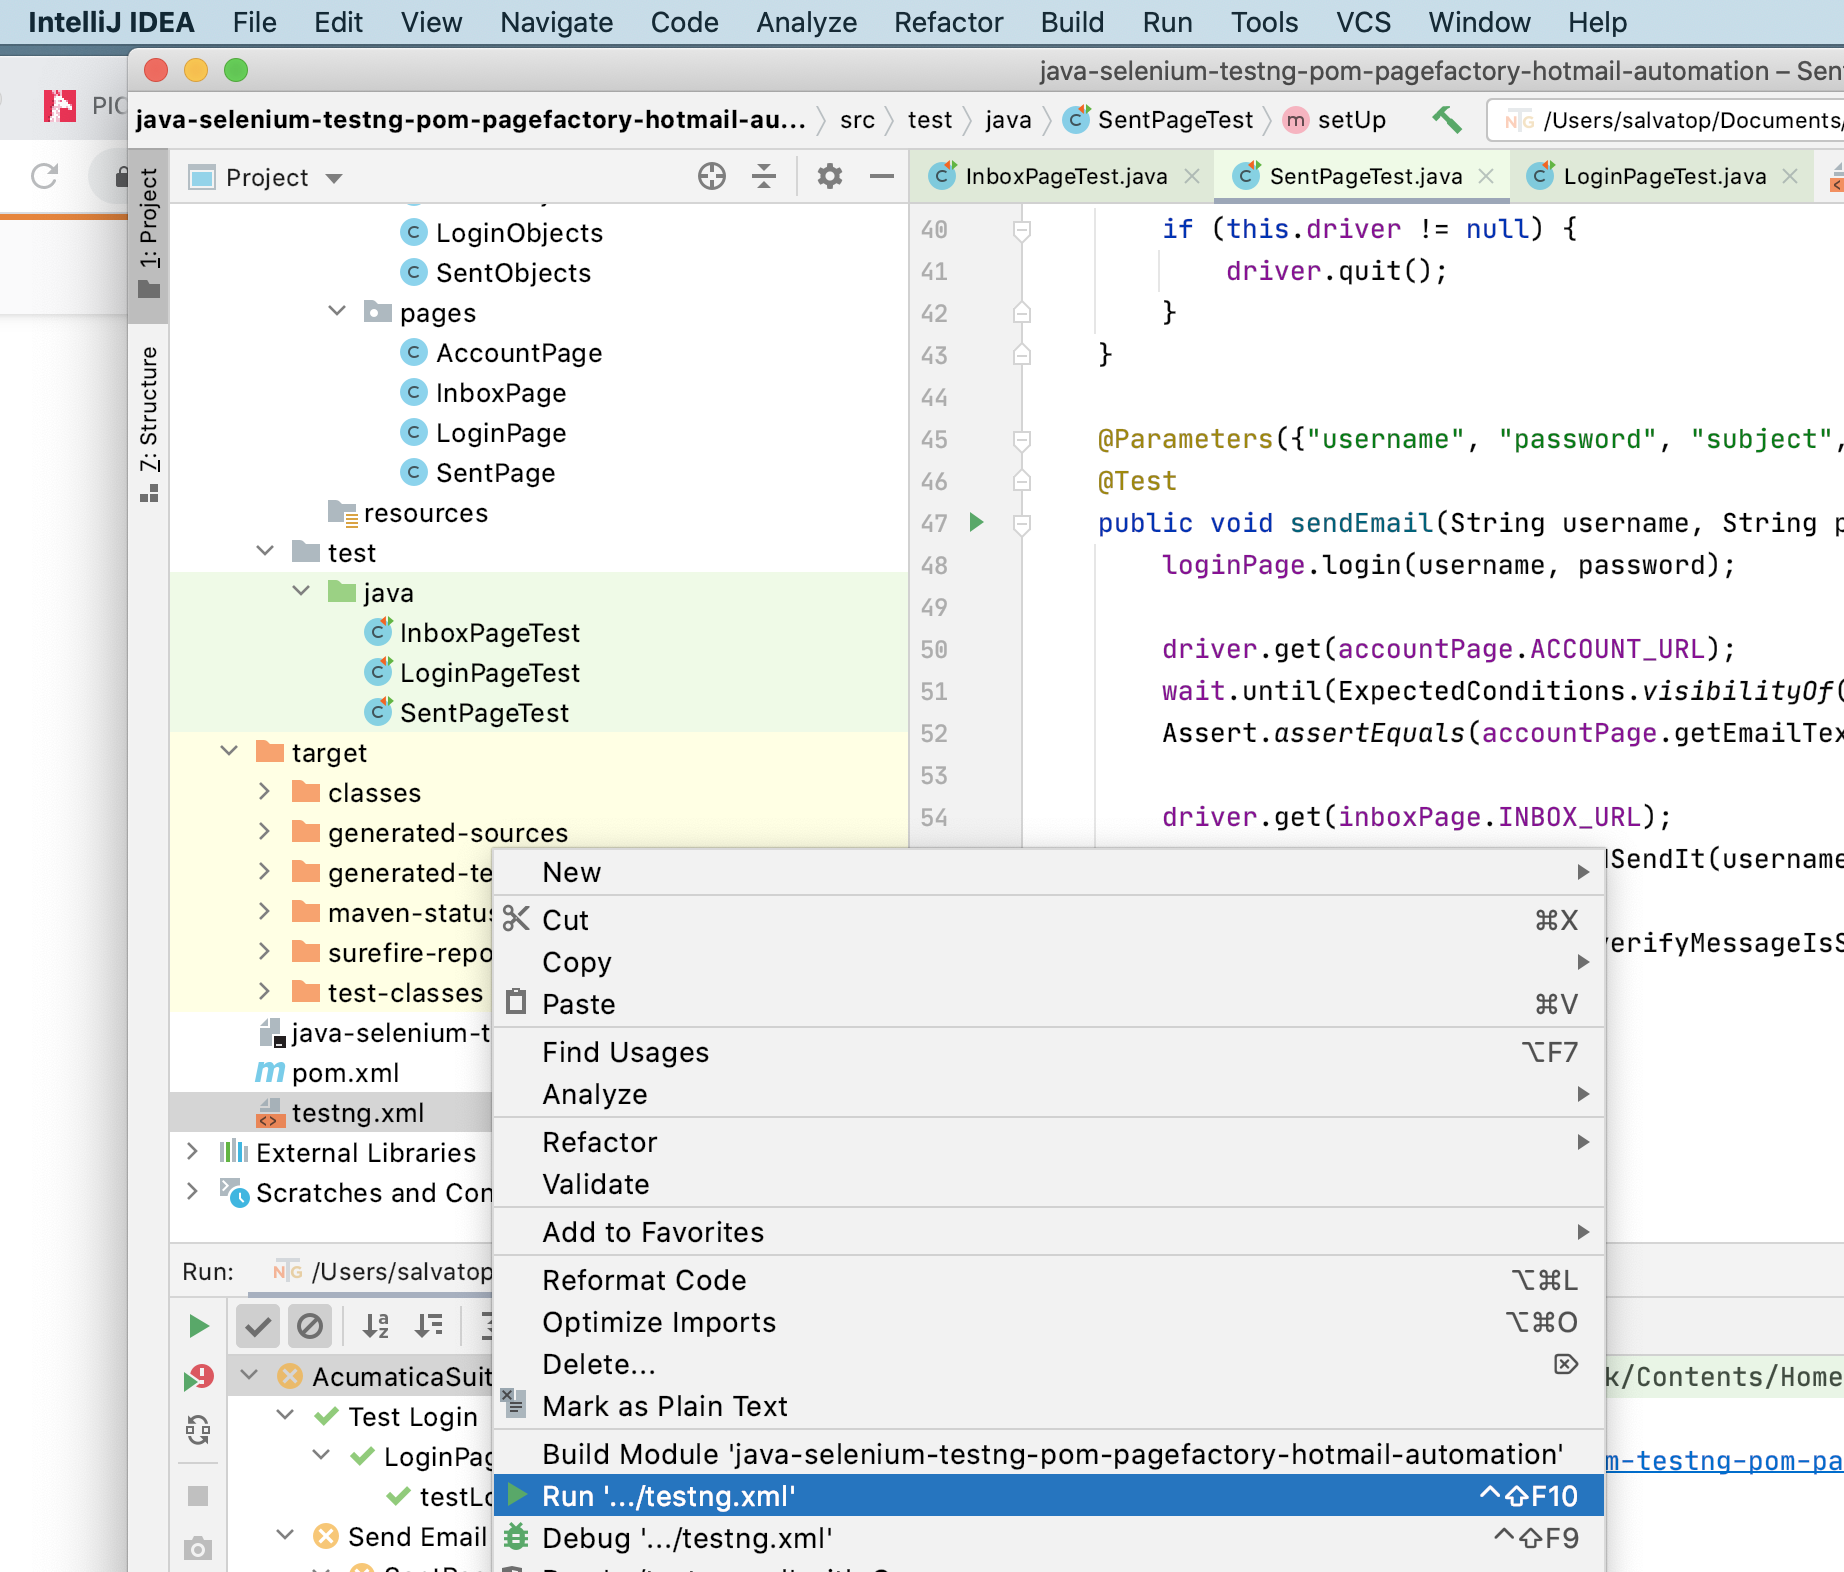 IntelliJ IDEA File Edit View Navigate Code Analyze Refactor Build Run Tools VCS Window Help
java-selenium-testng-pom-pagefactory-hotmail-automation – Sen
PIC
java-selenium-testng-pom-pagefactory-hotmail-au... src test java SentPageTest m setUp /Users/salvatop/Documents/
1: Project
7: Structure
Project
InboxPageTest.java SentPageTest.java LoginPageTest.java
LoginObjects
SentObjects
pages
AccountPage
InboxPage
LoginPage
SentPage
resources
test
java
InboxPageTest
LoginPageTest
SentPageTest
target
classes
generated-sources
generated-te
maven-status
surefire-repo
test-classes
java-selenium-t
pom.xml
testng.xml
External Libraries
Scratches and Con
40 if (this.driver != null) {
41 driver.quit();
42 }
43 }
44
45 @Parameters({"username", "password", "subject",
46 @Test
47 public void sendEmail(String username, String p
48 loginPage.login(username, password);
49
50 driver.get(accountPage.ACCOUNT_URL);
51 wait.until(ExpectedConditions.visibilityOf(
52 Assert.assertEquals(accountPage.getEmailTex
53
54 driver.get(inboxPage.INBOX_URL);
dSendIt(username
verifyMessageIsS
New
Cut ⌘X
Copy
Paste ⌘V
Find Usages ⌥F7
Analyze
Refactor
Validate
Add to Favorites
Reformat Code ⌥⌘L
Optimize Imports ⌥⌘O
Delete... ⌦
Mark as Plain Text
Build Module 'java-selenium-testng-pom-pagefactory-hotmail-automation'
Run '.../testng.xml' ^⇧F10
Debug '.../testng.xml' ^⇧F9
Run: /Users/salvatop
AcumaticaSuit
Test Login
LoginPag
testLo
Send Email
k/Contents/Home
m-testng-pom-pa